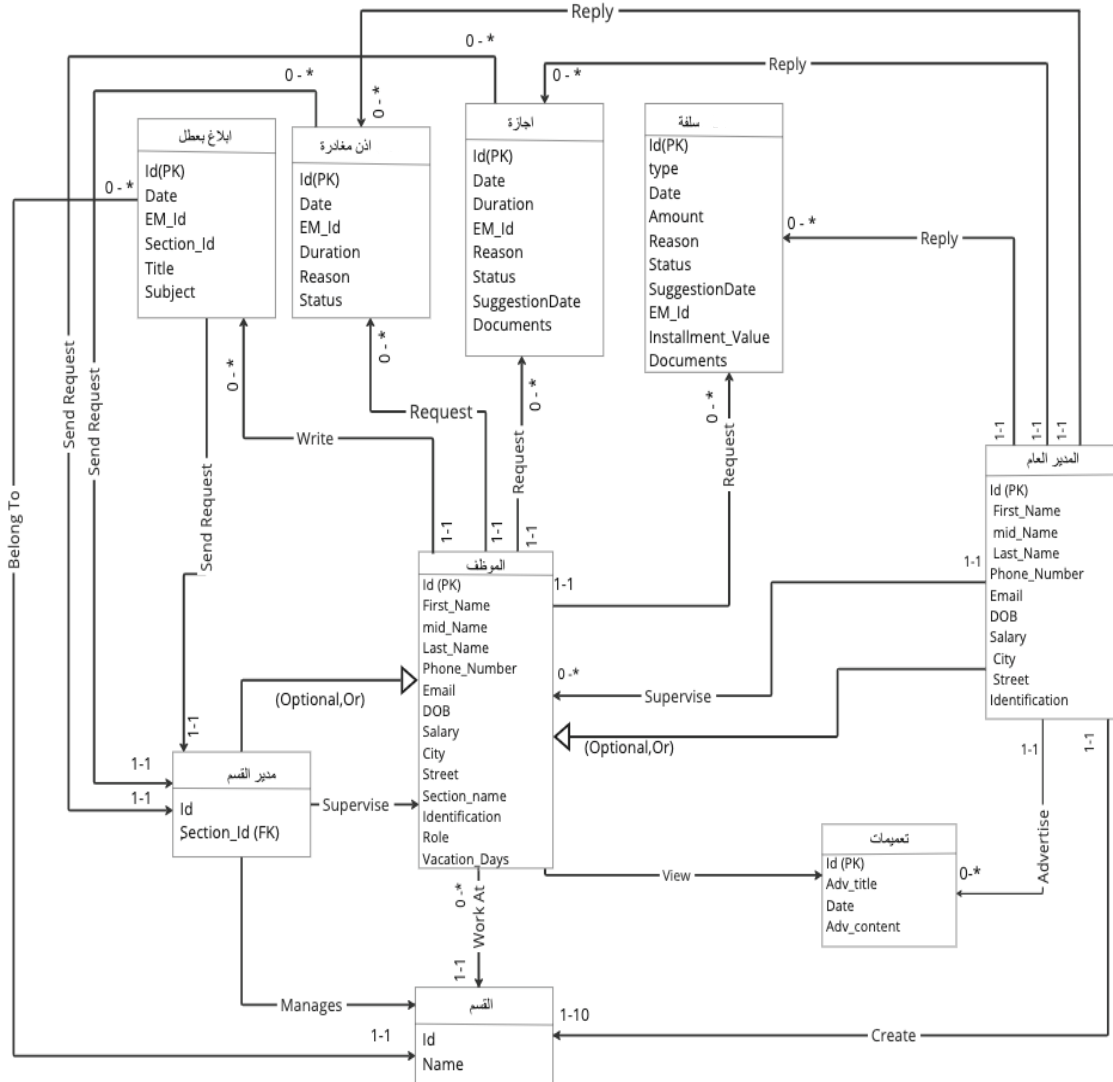 Reply
0 - *
0 - *
Reply
0 - *
0 - *
ابلاغ بعطل
Id(PK)
Date
EM_Id
Section_Id
Title
Subject
اذن مغادرة
Id(PK)
Date
EM_Id
Duration
Reason
Status
اجازة
Id(PK)
Date
Duration
EM_Id
Reason
Status
SuggestionDate
Documents
سلفة
Id(PK)
type
Date
Amount
Reason
Status
SuggestionDate
EM_Id
Installment_Value
Documents
0 - *
0 - *
Reply
Send Request
Send Request
Send Request
Belong To
0 - *
Write
0 - *
Request
0 - *
Request
0 - *
Request
1-1
1-1
1-1
1-1
1-1
1-1
1-1
المدير العام
Id (PK)
First_Name
mid_Name
Last_Name
Phone_Number
Email
DOB
Salary
City
Street
Identification
1-1
0 -*
Supervise
(Optional,Or)
الموظف
Id (PK)
First_Name
mid_Name
Last_Name
Phone_Number
Email
DOB
Salary
City
Street
Section_name
Identification
Role
Vacation_Days
(Optional,Or)
1-1
1-1
1-1
مدير القسم
Id
Section_Id (FK)
Supervise
1-1
1-1
Advertise
0-*
تعميمات
Id (PK)
Adv_title
Date
Adv_content
View
0 -*
Work At
1-1
Manages
1-1
القسم
Id
Name
1-10
Create